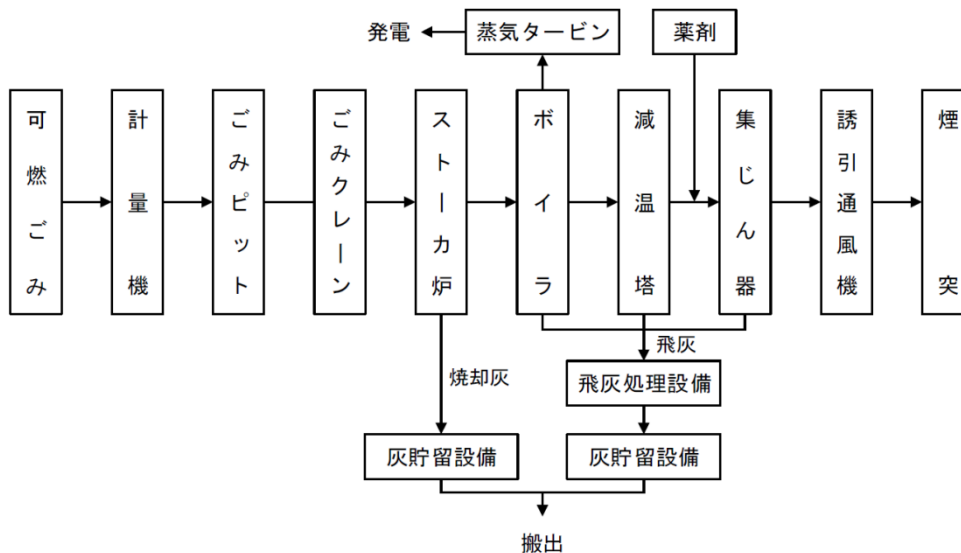 発電
蒸気タービン
薬剤
可燃ごみ
計量機
ごみピット
ごみクレーン
ストーカ炉
ボイラ
減温塔
集じん器
誘引通風機
煙突
焼却灰
飛灰
飛灰処理設備
灰貯留設備
灰貯留設備
搬出